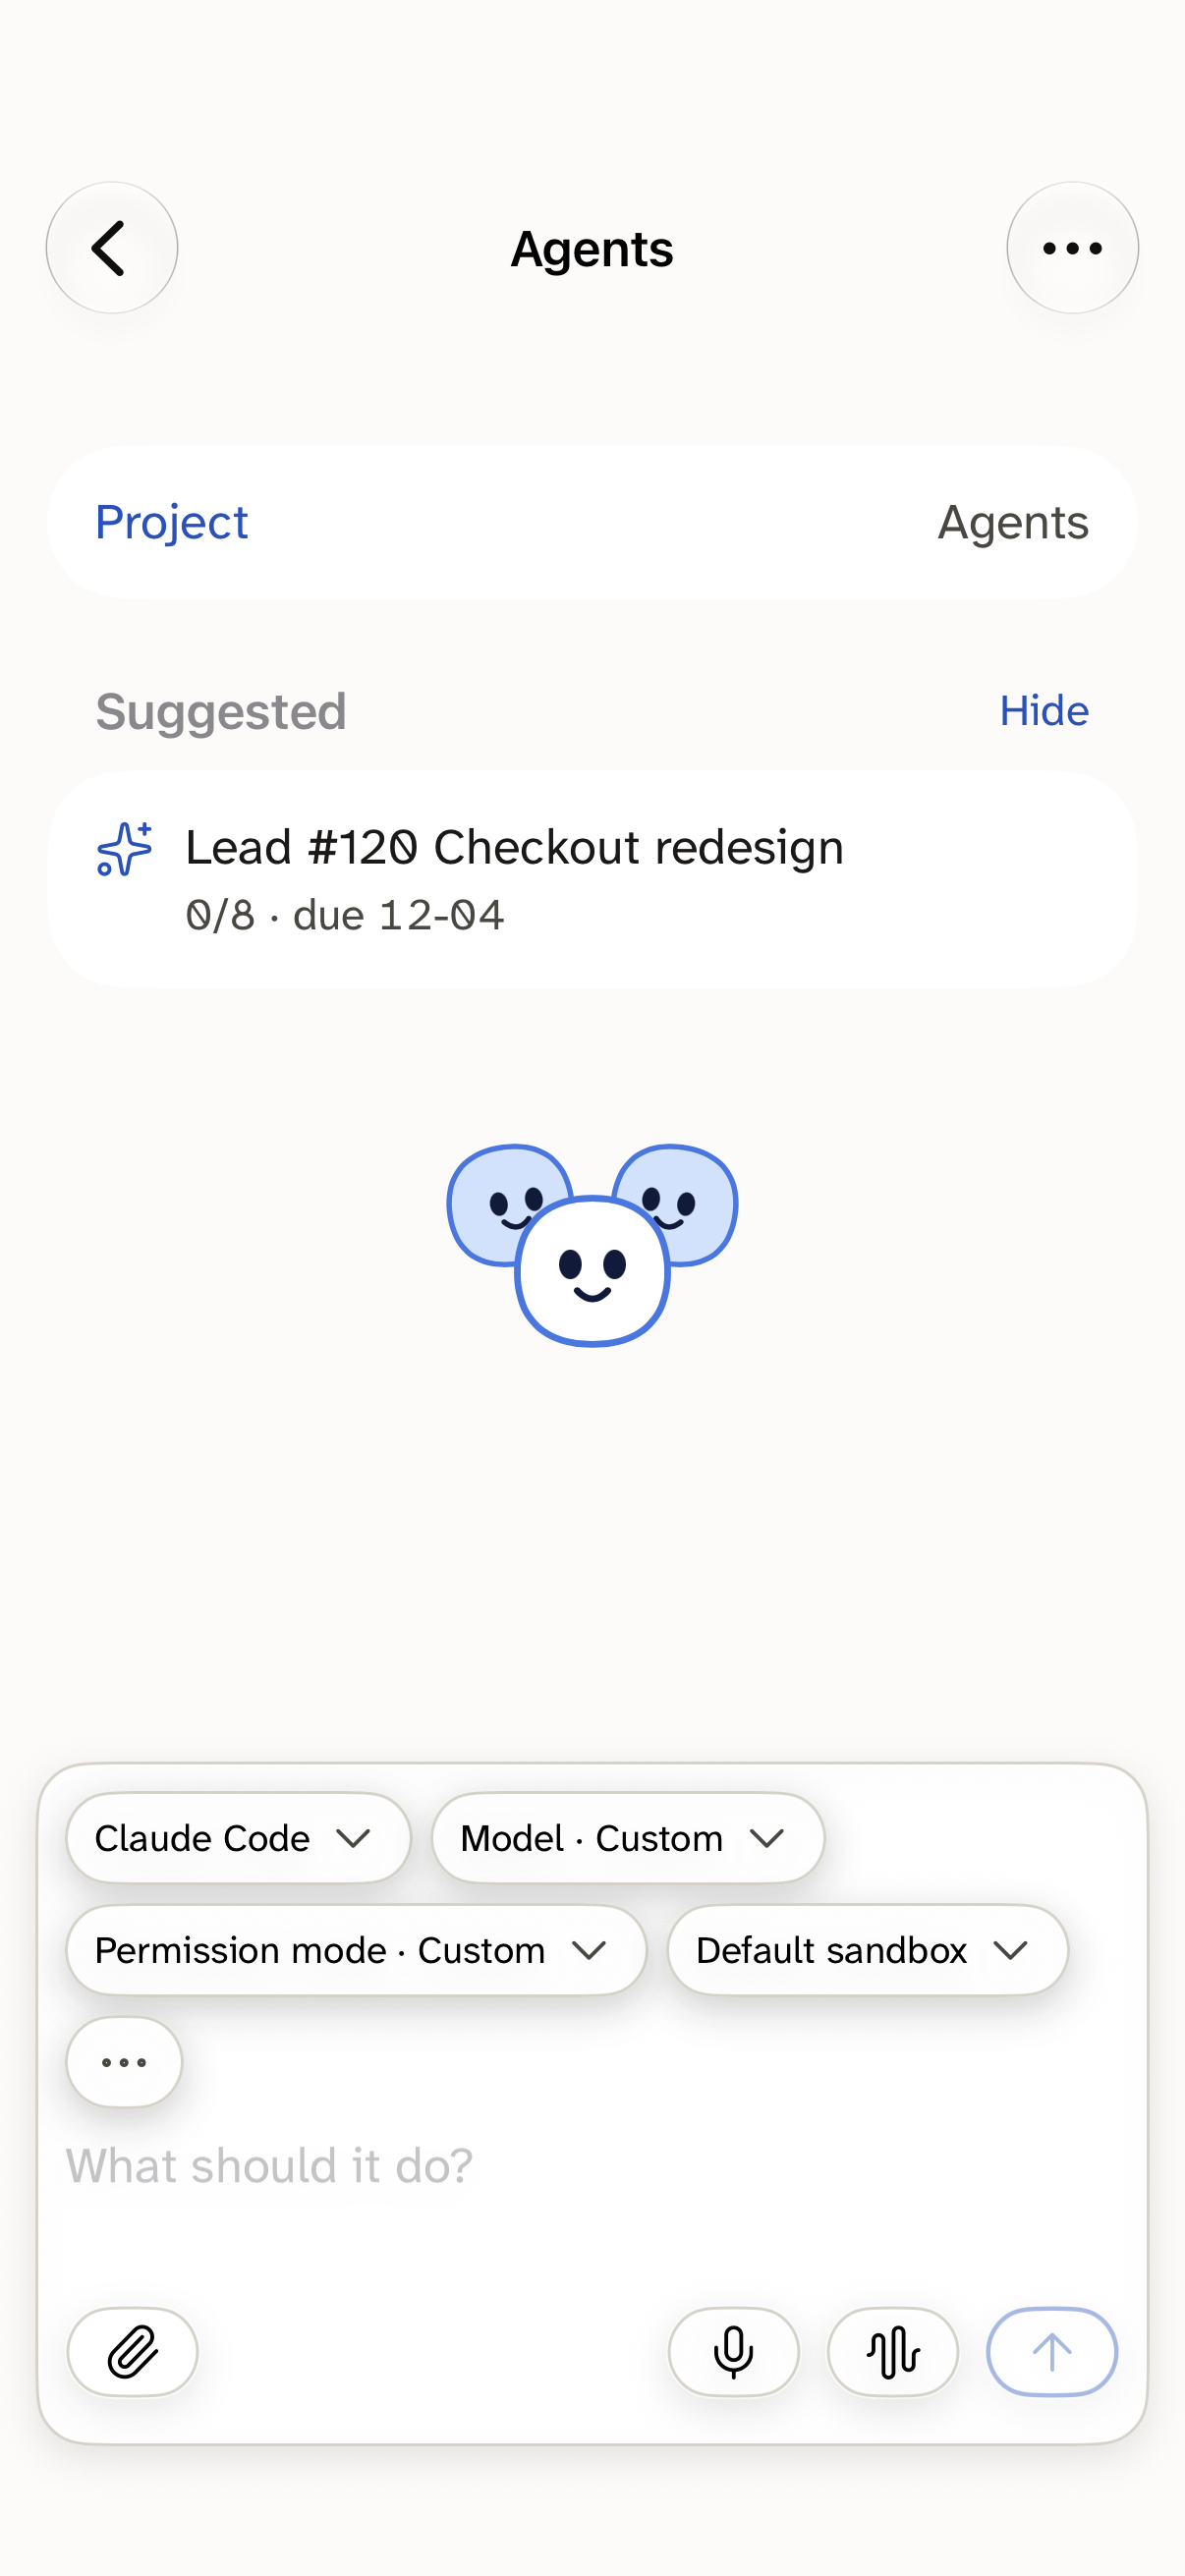 Agents
Project Agents
Suggested Hide
Lead #120 Checkout redesign
0/8 · due 12-04
Claude Code Model · Custom
Permission mode · Custom Default sandbox
What should it do?